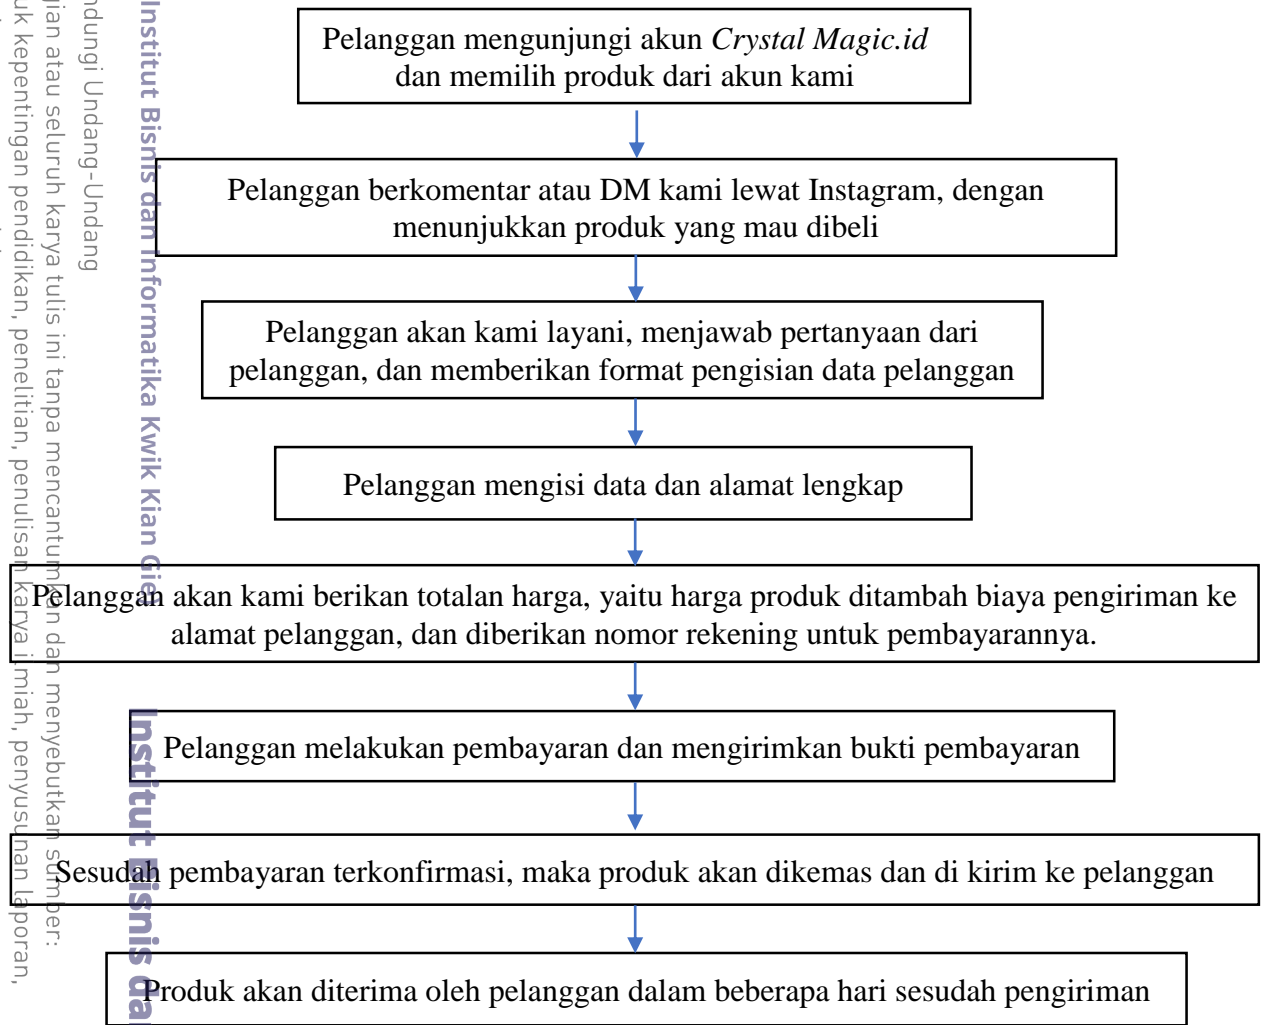 Pelanggan mengunjungi akun Crystal Magic.id
dan memilih produk dari akun kami
Pelanggan berkomentar atau DM kami lewat Instagram, dengan
menunjukkan produk yang mau dibeli
Pelanggan akan kami layani, menjawab pertanyaan dari
pelanggan, dan memberikan format pengisian data pelanggan
Pelanggan mengisi data dan alamat lengkap
Pelanggan akan kami berikan totalan harga, yaitu harga produk ditambah biaya pengiriman ke
alamat pelanggan, dan diberikan nomor rekening untuk pembayarannya.
Pelanggan melakukan pembayaran dan mengirimkan bukti pembayaran
Sesudah pembayaran terkonfirmasi, maka produk akan dikemas dan di kirim ke pelanggan
Produk akan diterima oleh pelanggan dalam beberapa hari sesudah pengiriman
Institut Bisnis dan Informatika Kwik Kian Gie
Institut Bisnis da
ndungi Undang-Undang
gian atau seluruh karya tulis ini tanpa mencantumkan dan menyebutkan sumber:
uk kepentingan pendidikan, penelitian, penulisan karya ilmiah, penyusunan laporan,